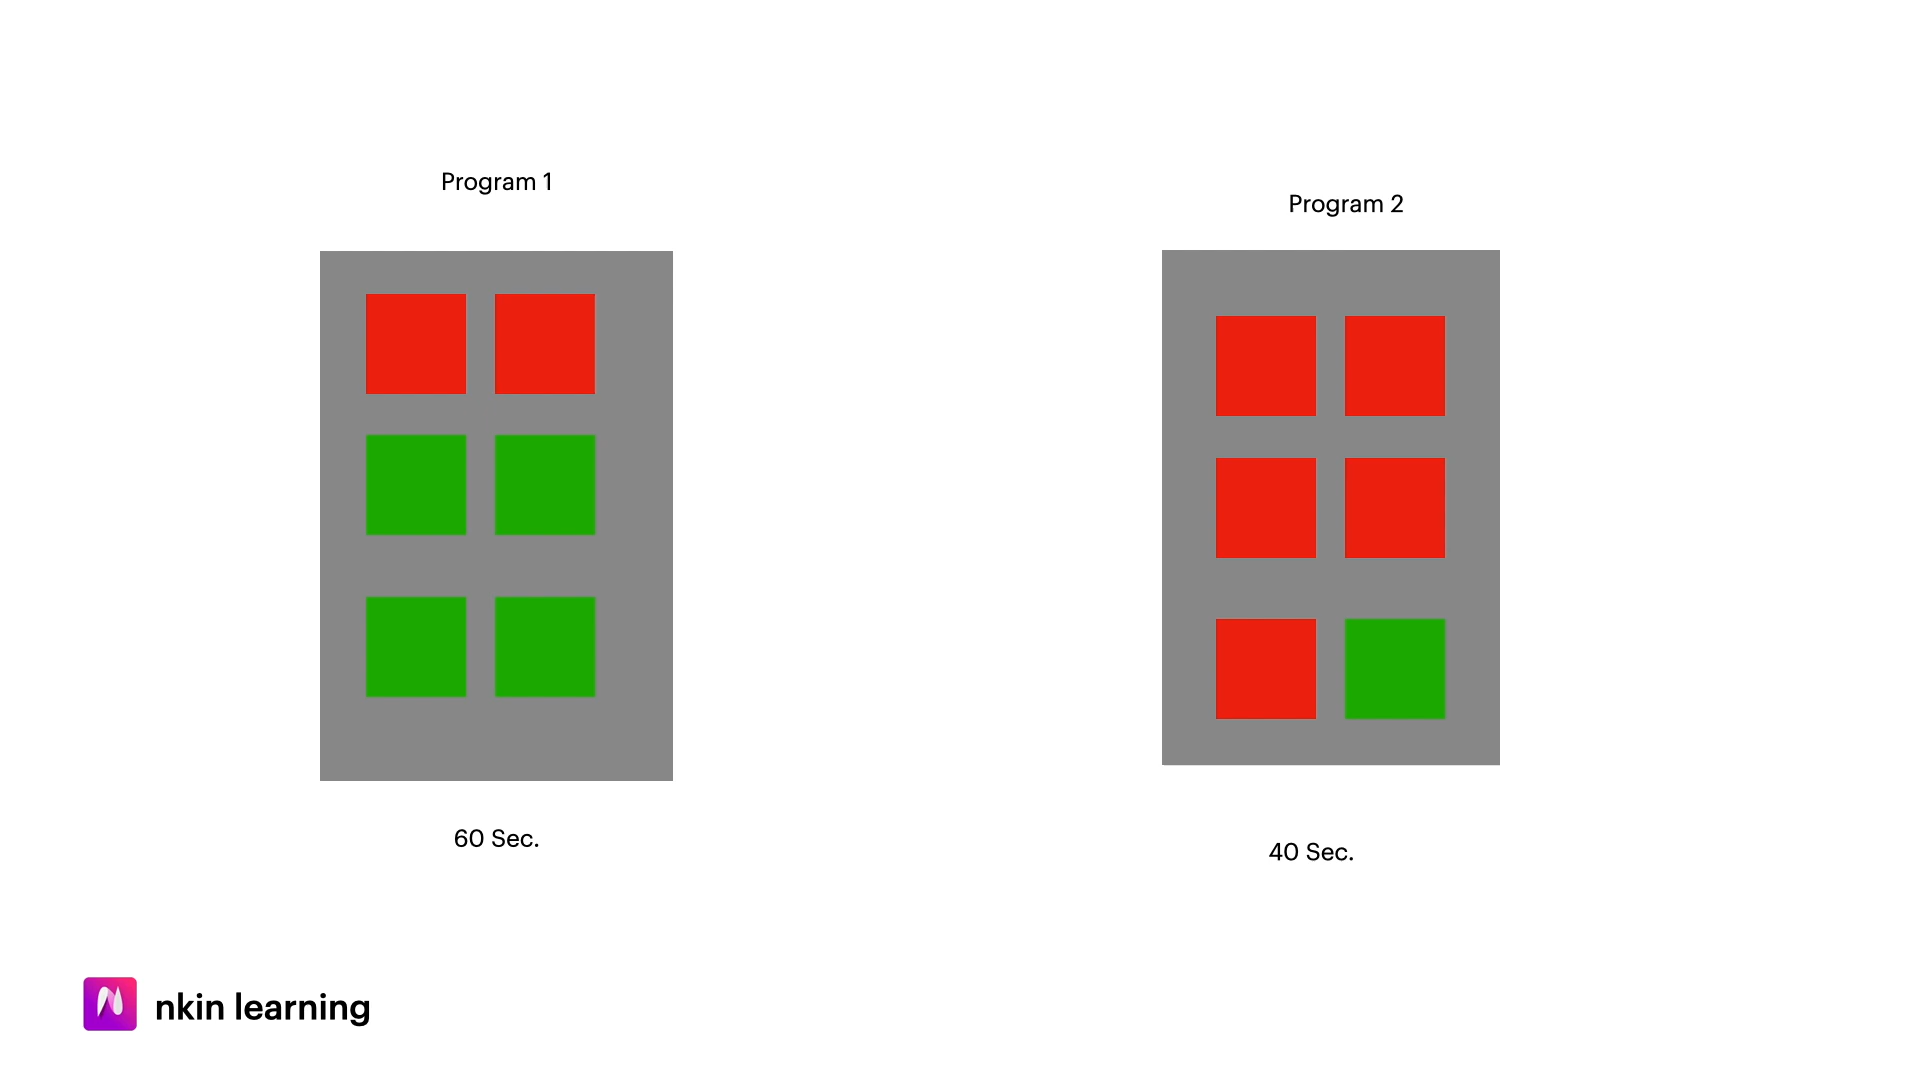 Program 1
Program 2
60 Sec.
40 Sec.
nkin learning